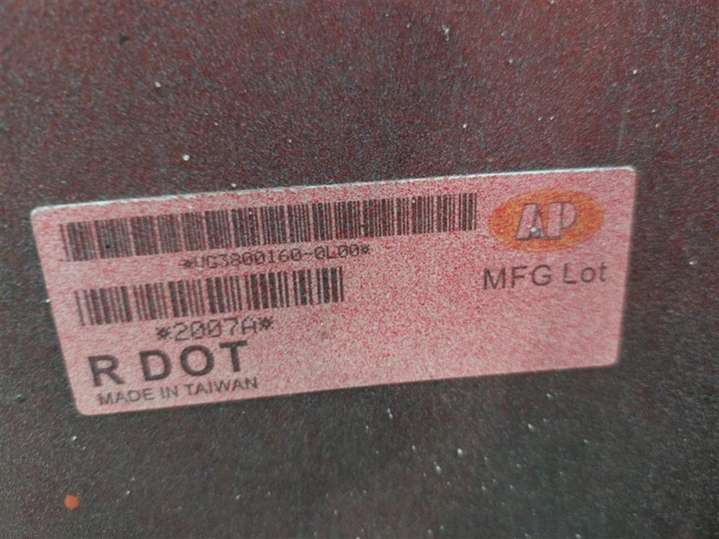 AP
*UG3800160-0L00*
MFG Lot
*2007A*
R DOT
MADE IN TAIWAN